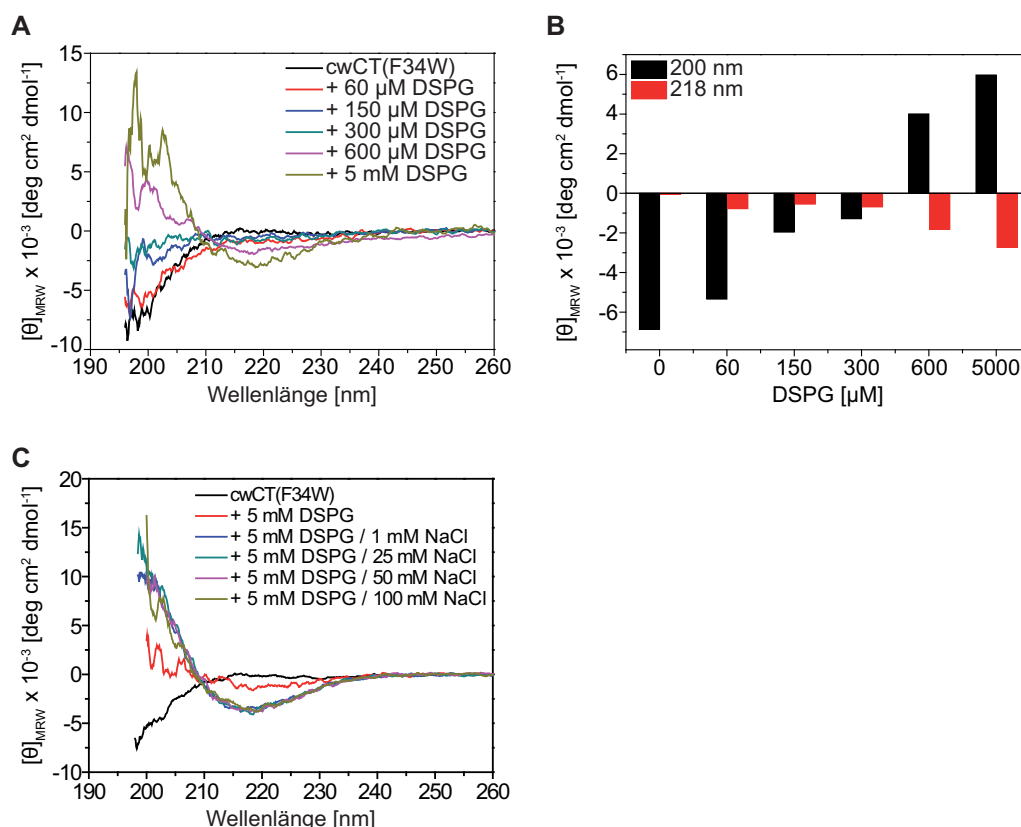 A
[θ]MRW x 10⁻³ [deg cm² dmol⁻¹]
15
10
5
0
-5
-10
190 200 210 220 230 240 250 260
Wellenlänge [nm]
cwCT(F34W)
+ 60 µM DSPG
+ 150 µM DSPG
+ 300 µM DSPG
+ 600 µM DSPG
+ 5 mM DSPG
B
[θ]MRW x 10⁻³ [deg cm² dmol⁻¹]
6
4
2
0
-2
-4
-6
200 nm
218 nm
0 60 150 300 600 5000
DSPG [µM]
C
[θ]MRW x 10⁻³ [deg cm² dmol⁻¹]
20
15
10
5
0
-5
-10
190 200 210 220 230 240 250 260
Wellenlänge [nm]
cwCT(F34W)
+ 5 mM DSPG
+ 5 mM DSPG / 1 mM NaCl
+ 5 mM DSPG / 25 mM NaCl
+ 5 mM DSPG / 50 mM NaCl
+ 5 mM DSPG / 100 mM NaCl